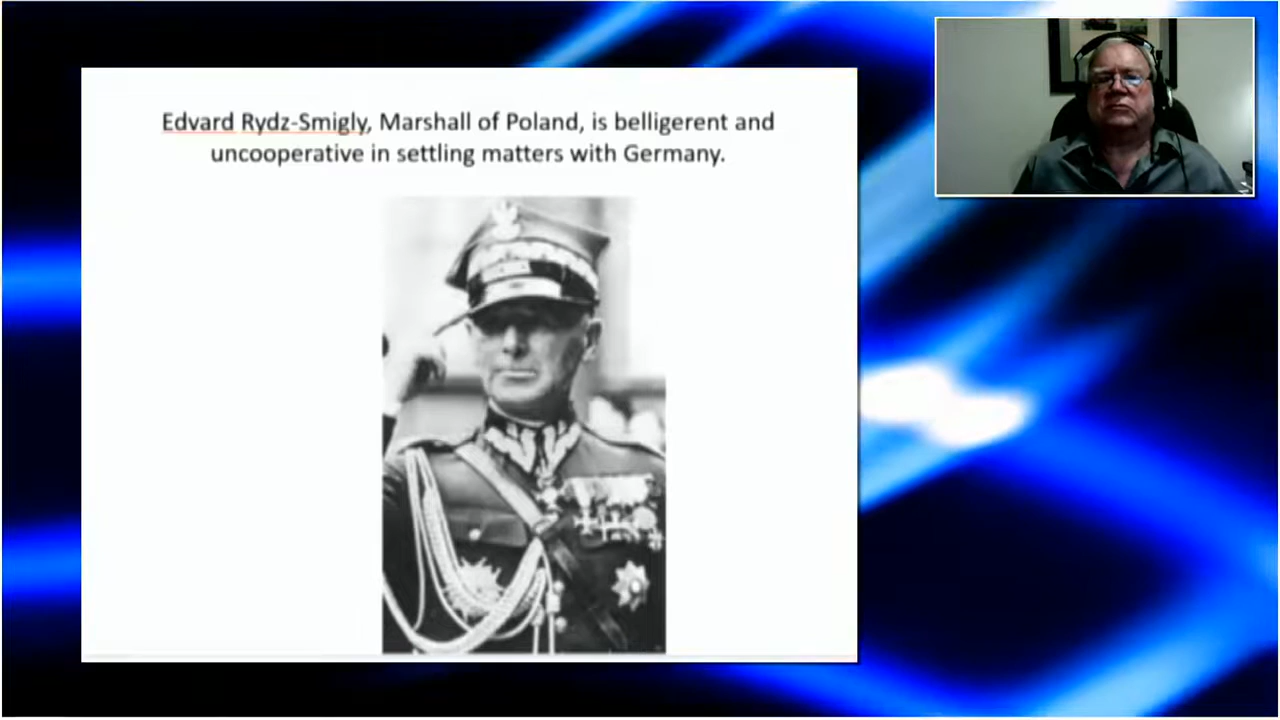 Edvard Rydz-Smigly, Marshall of Poland, is belligerent and
uncooperative in settling matters with Germany.